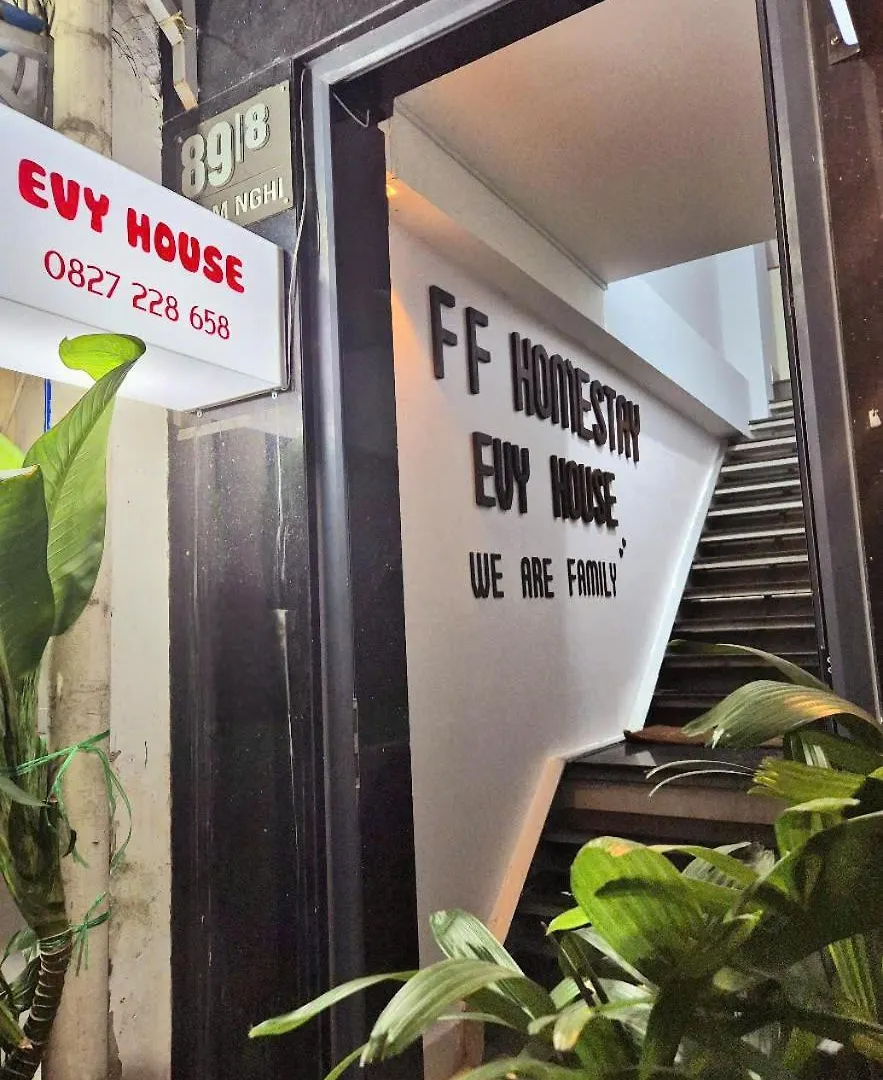 EVY HOUSE
0827 228 658
89/8
NGHI
FF HOMESTAY
EVY HOUSE
WE ARE FAMILY